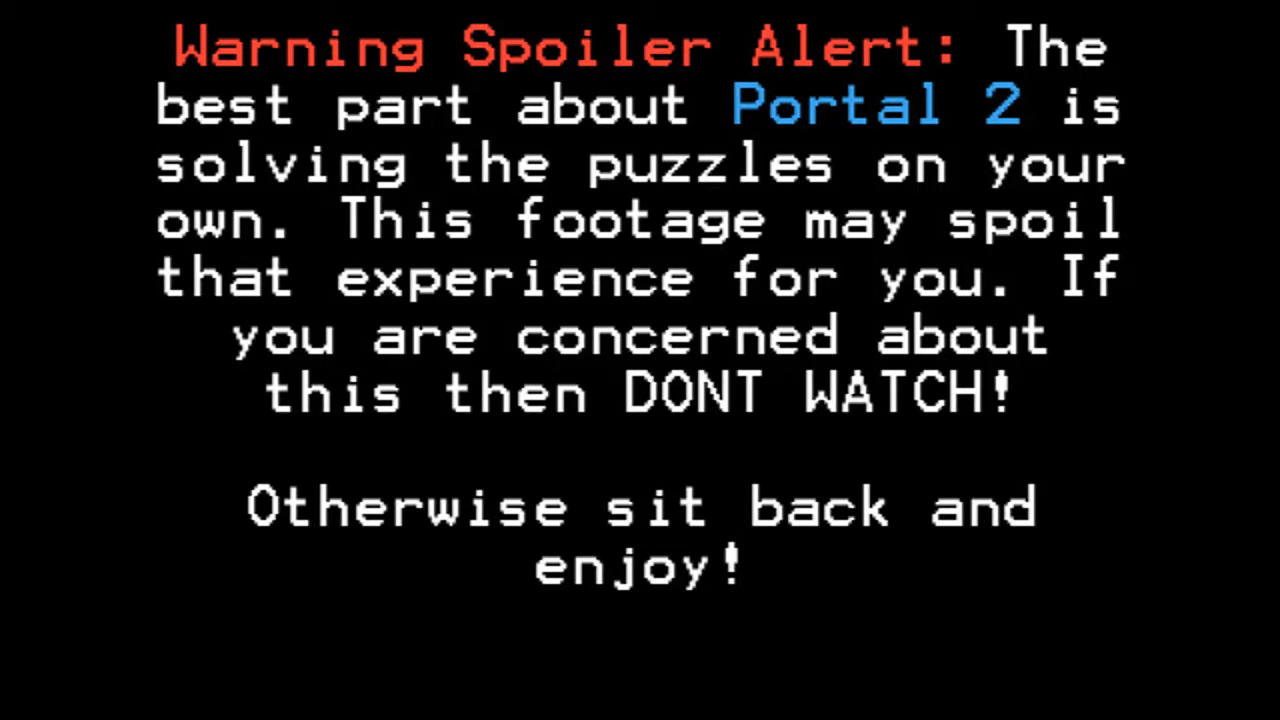 Warning Spoiler Alert: The
best part about Portal 2 is
solving the puzzles on your
own. This footage may spoil
that experience for you. If
you are concerned about
this then DONT WATCH!
Otherwise sit back and
enjoy!